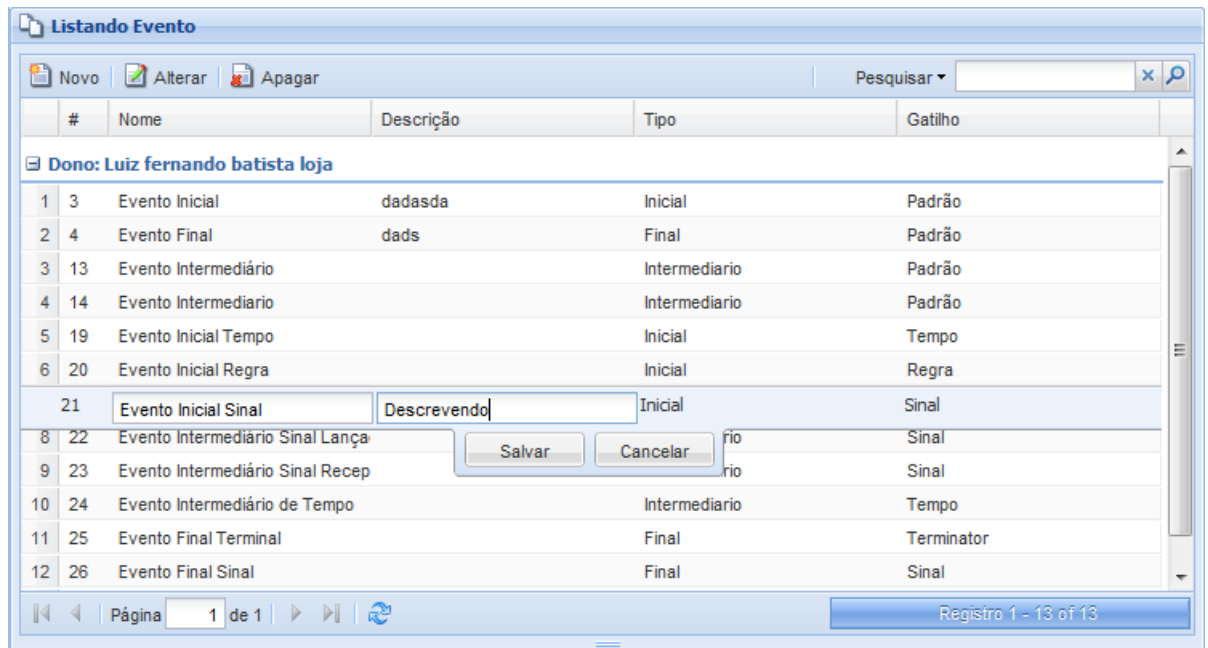 Listando Evento
Novo Alterar Apagar Pesquisar
# Nome Descrição Tipo Gatilho
Dono: Luiz fernando batista loja
1 3 Evento Inicial dadasda Inicial Padrão
2 4 Evento Final dads Final Padrão
3 13 Evento Intermediário Intermediario Padrão
4 14 Evento Intermediario Intermediario Padrão
5 19 Evento Inicial Tempo Inicial Tempo
6 20 Evento Inicial Regra Inicial Regra
21 Evento Inicial Sinal Descrevendo Inicial Sinal
8 22 Evento Intermediário Sinal Lança rio Sinal
Salvar Cancelar
9 23 Evento Intermediário Sinal Recep rio Sinal
10 24 Evento Intermediário de Tempo Intermediario Tempo
11 25 Evento Final Terminal Final Terminator
12 26 Evento Final Sinal Final Sinal
Página 1 de 1 Registro 1 - 13 of 13